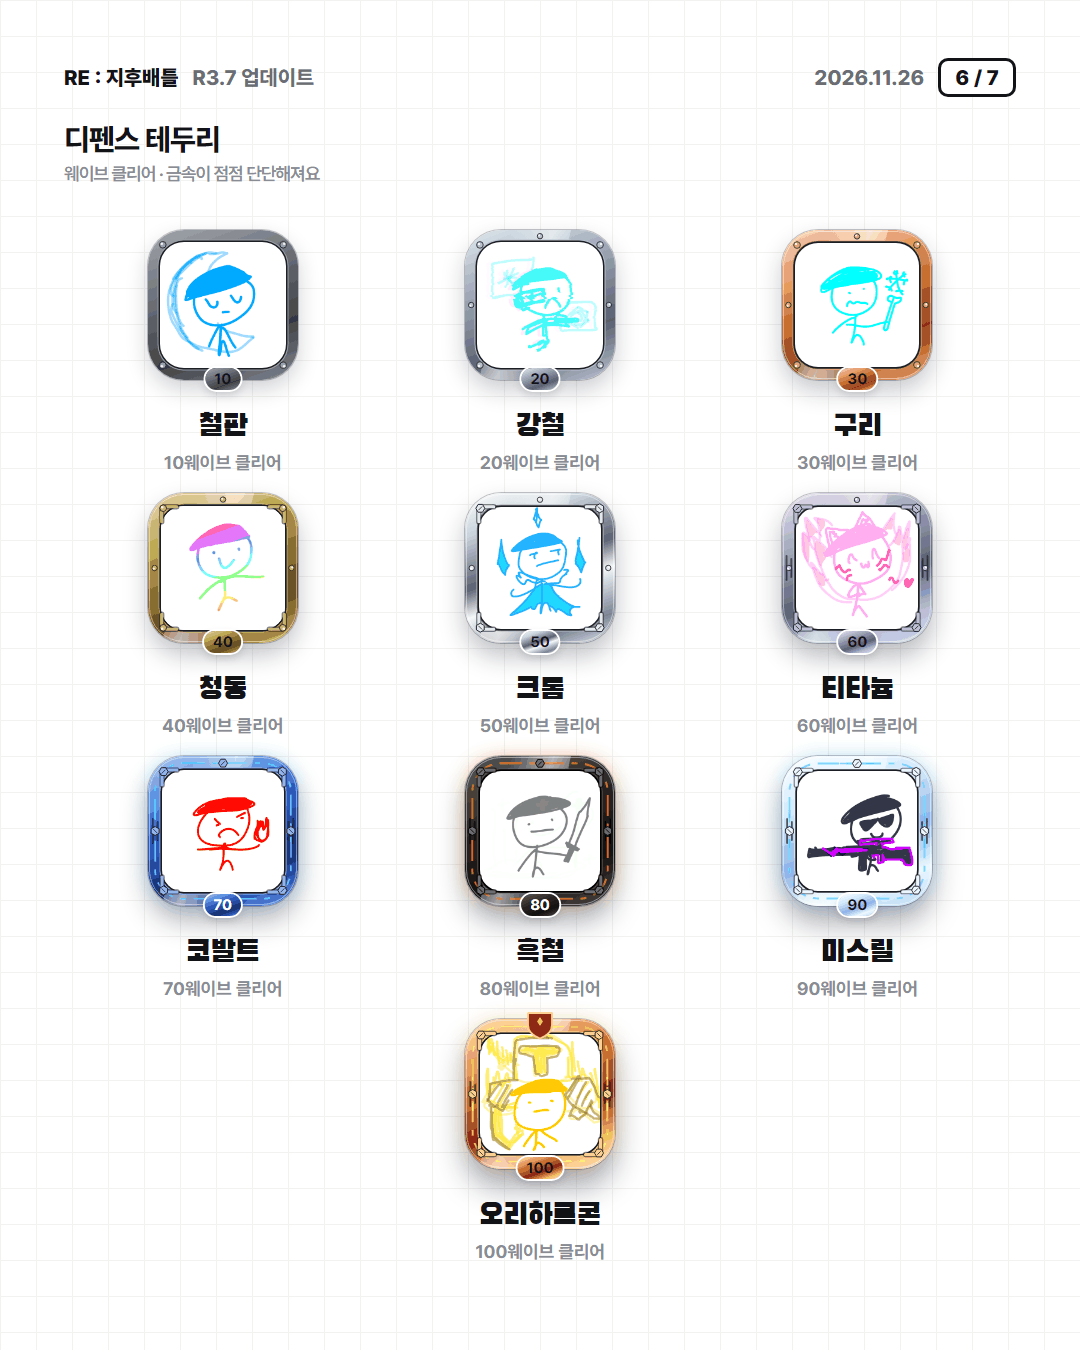 RE : 지후배틀 R3.7 업데이트
2026.11.26 6 / 7
디펜스 테두리
웨이브 클리어 · 금속이 점점 단단해져요
10 20 30
철판 강철 구리
10웨이브 클리어 20웨이브 클리어 30웨이브 클리어
40 50 60
청동 크롬 티타늄
40웨이브 클리어 50웨이브 클리어 60웨이브 클리어
70 80 90
코발트 흑철 미스릴
70웨이브 클리어 80웨이브 클리어 90웨이브 클리어
T
100
오리하르콘
100웨이브 클리어